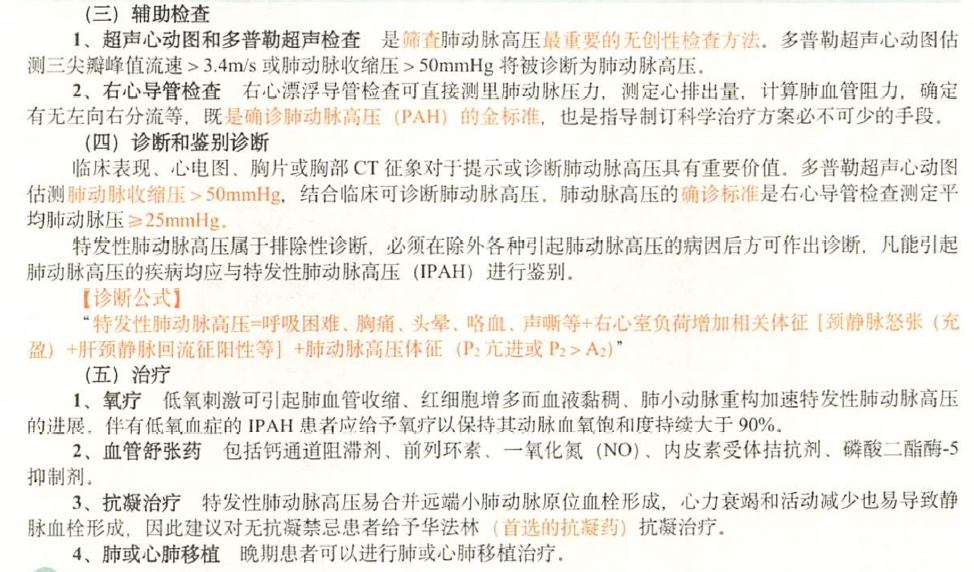 (三) 辅助检查
1、超声心动图和多普勒超声检查 是筛查肺动脉高压最重要的无创性检查方法。多普勒超声心动图估
测三尖瓣峰值流速>3.4m/s 或肺动脉收缩压>50mmHg 将被诊断为肺动脉高压。
2、右心导管检查 右心漂浮导管检查可直接测里肺动脉压力，测定心排出量，计算肺血管阻力，确定
有无左向右分流等，既是确诊肺动脉高压（PAH）的金标准，也是指导制订科学治疗方案必不可少的手段。
(四) 诊断和鉴别诊断
临床表现、心电图、胸片或胸部 CT 征象对于提示或诊断肺动脉高压具有重要价值。多普勒超声心动图
估测肺动脉收缩压>50mmHg，结合临床可诊断肺动脉高压。肺动脉高压的确诊标准是右心导管检查测定平
均肺动脉压≥25mmHg。
特发性肺动脉高压属于排除性诊断，必须在除外各种引起肺动脉高压的病因后方可作出诊断，凡能引起
肺动脉高压的疾病均应与特发性肺动脉高压（IPAH）进行鉴别。
【诊断公式】
“特发性肺动脉高压=呼吸困难、胸痛、头晕、咯血、声嘶等+右心室负荷增加相关体征［颈静脉怒张（充
盈）+肝颈静脉回流征阳性等］+肺动脉高压体征（P₂ 亢进或 P₂>A₂）”
(五) 治疗
1、氧疗 低氧刺激可引起肺血管收缩、红细胞增多而血液黏稠、肺小动脉重构加速特发性肺动脉高压
的进展。伴有低氧血症的 IPAH 患者应给予氧疗以保持其动脉血氧饱和度持续大于 90%。
2、血管舒张药 包括钙通道阻滞剂、前列环素、一氧化氮（NO）、内皮素受体拮抗剂、磷酸二酯酶-5
抑制剂。
3、抗凝治疗 特发性肺动脉高压易合并远端小肺动脉原位血栓形成，心力衰竭和活动减少也易导致静
脉血栓形成，因此建议对无抗凝禁忌患者给予华法林（首选的抗凝药）抗凝治疗。
4、肺或心肺移植 晚期患者可以进行肺或心肺移植治疗。